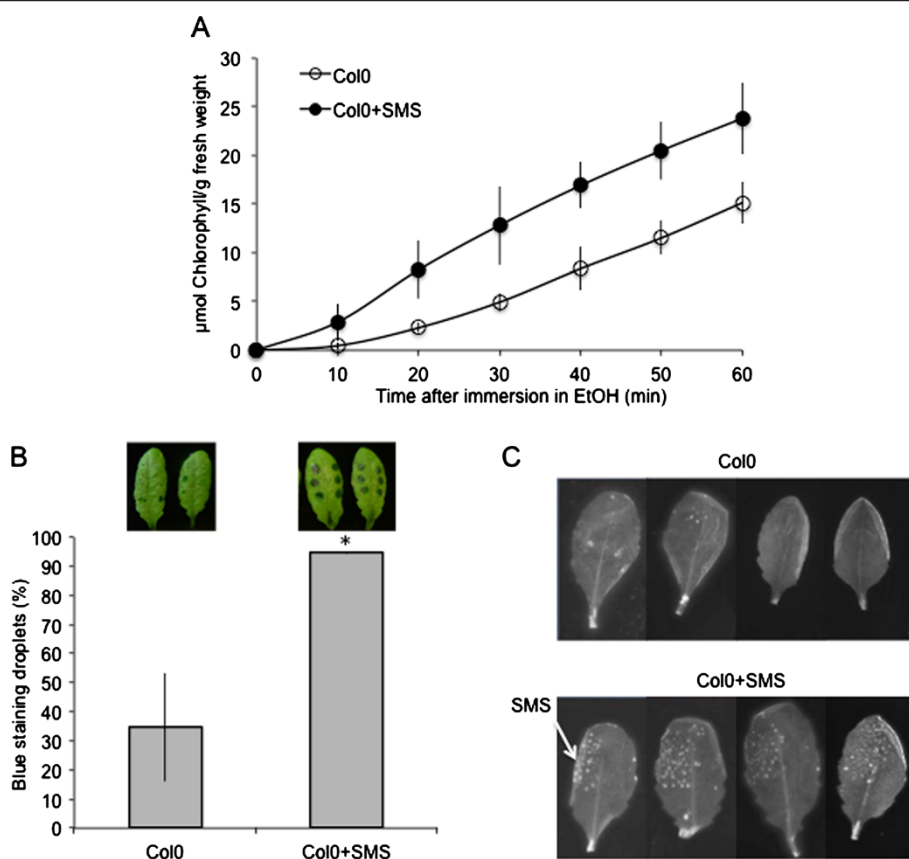 A
µmol Chlorophyll/g fresh weight
30
25
20
15
10
5
0
Col0
Col0+SMS
0 10 20 30 40 50 60
Time after immersion in EtOH (min)
B
Blue staining droplets (%)
100
90
80
70
60
50
40
30
20
10
0
*
Col0 Col0+SMS
C
Col0
Col0+SMS
SMS